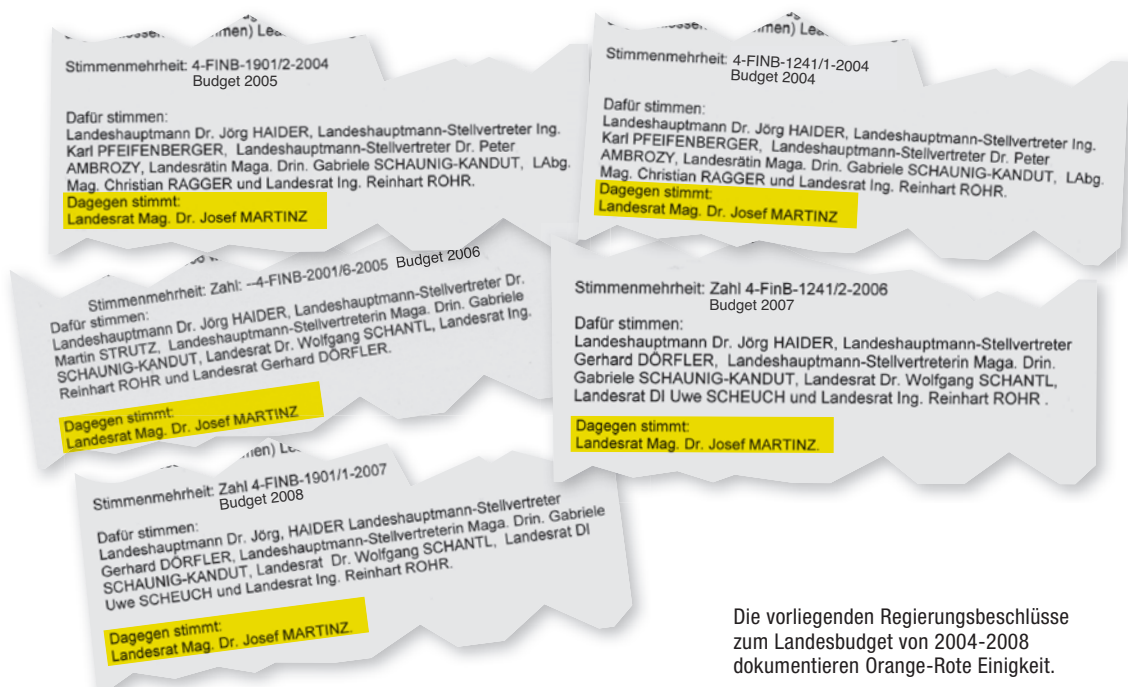 men) Lea
Stimmenmehrheit: 4-FINB-1901/2-2004
Budget 2005
Dafür stimmen:
Landeshauptmann Dr. Jörg HAIDER, Landeshauptmann-Stellvertreter Ing.
Karl PFEIFENBERGER, Landeshauptmann-Stellvertreter Dr. Peter
AMBROZY, Landesrätin Maga. Drin. Gabriele SCHAUNIG-KANDUT, LAbg.
Mag. Christian RAGGER und Landesrat Ing. Reinhart ROHR.
Dagegen stimmt:
Landesrat Mag. Dr. Josef MARTINZ
men) Lea
Stimmenmehrheit: 4-FINB-1241/1-2004
Budget 2004
Dafür stimmen:
Landeshauptmann Dr. Jörg HAIDER, Landeshauptmann-Stellvertreter Ing.
Karl PFEIFENBERGER, Landeshauptmann-Stellvertreter Dr. Peter
AMBROZY, Landesrätin Maga. Drin. Gabriele SCHAUNIG-KANDUT, LAbg.
Mag. Christian RAGGER und Landesrat Ing. Reinhart ROHR.
Dagegen stimmt:
Landesrat Mag. Dr. Josef MARTINZ
Stimmenmehrheit: Zahl: --4-FINB-2001/6-2005 Budget 2006
Dafür stimmen:
Landeshauptmann Dr. Jörg HAIDER, Landeshauptmann-Stellvertreter Dr.
Martin STRUTZ, Landeshauptmann-Stellvertreterin Maga. Drin. Gabriele
SCHAUNIG-KANDUT, Landesrat Dr. Wolfgang SCHANTL, Landesrat Ing.
Reinhart ROHR und Landesrat Gerhard DÖRFLER.
Dagegen stimmt:
Landesrat Mag. Dr. Josef MARTINZ
Stimmenmehrheit: Zahl 4-FinB-1241/2-2006
Budget 2007
Dafür stimmen:
Landeshauptmann Dr. Jörg HAIDER, Landeshauptmann-Stellvertreter
Gerhard DÖRFLER, Landeshauptmann-Stellvertreterin Maga. Drin.
Gabriele SCHAUNIG-KANDUT, Landesrat Dr. Wolfgang SCHANTL,
Landesrat DI Uwe SCHEUCH und Landesrat Ing. Reinhart ROHR .
Dagegen stimmt:
Landesrat Mag. Dr. Josef MARTINZ.
Stimmenmehrheit: Zahl 4-FINB-1901/1-2007
Budget 2008
Dafür stimmen:
Landeshauptmann Dr. Jörg, HAIDER Landeshauptmann-Stellvertreter
Gerhard DÖRFLER, Landeshauptmann-Stellvertreterin Maga. Drin. Gabriele
SCHAUNIG-KANDUT, Landesrat Dr. Wolfgang SCHANTL, Landesrat DI
Uwe SCHEUCH und Landesrat Ing. Reinhart ROHR.
Dagegen stimmt:
Landesrat Mag. Dr. Josef MARTINZ.
Die vorliegenden Regierungsbeschlüsse
zum Landesbudget von 2004-2008
dokumentieren Orange-Rote Einigkeit.